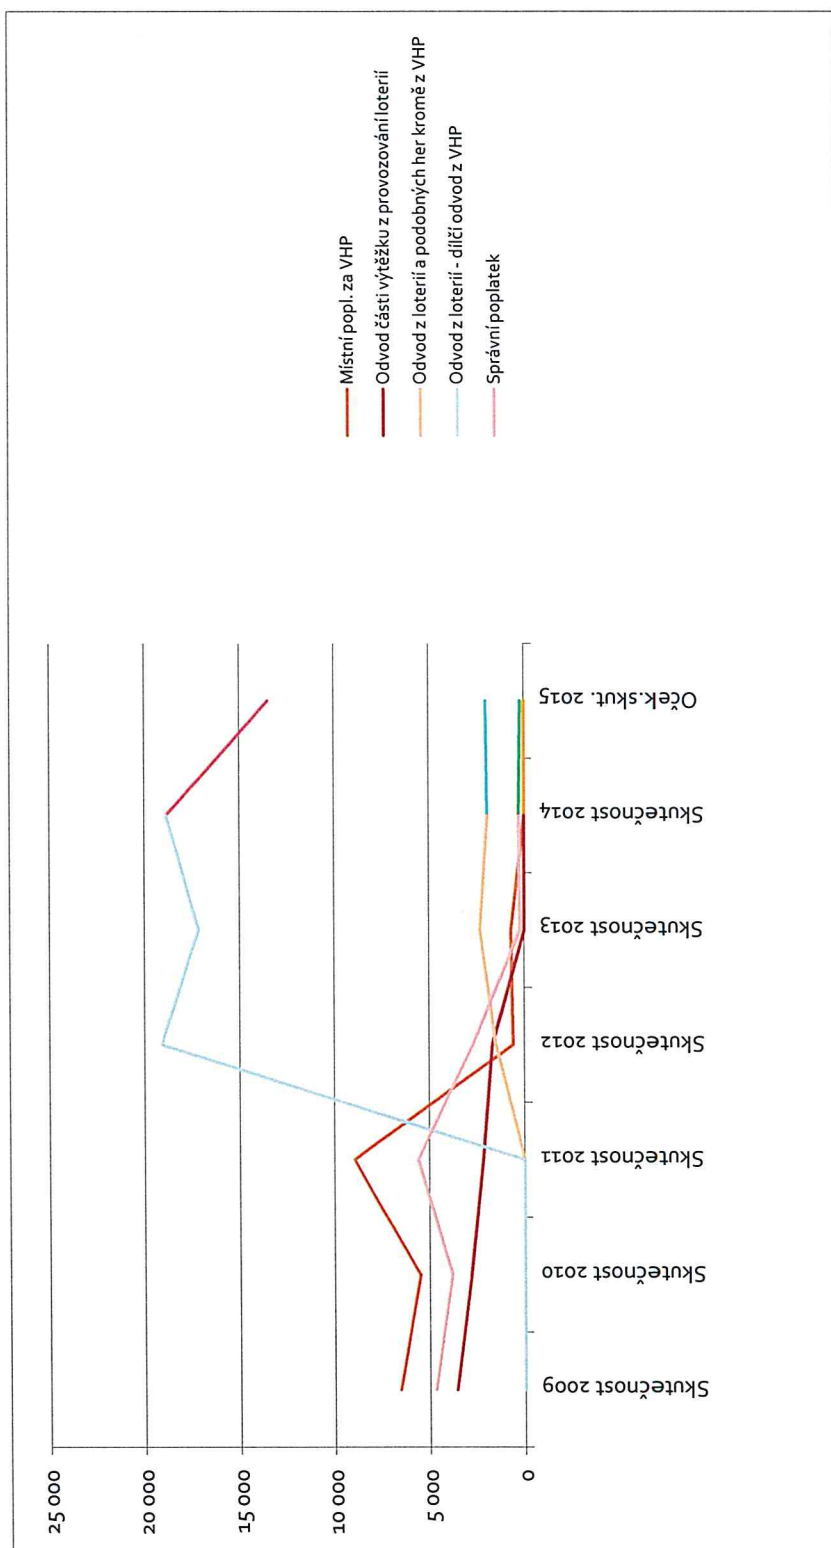 25 000
20 000
15 000
10 000
5 000
0
Skutečnost 2009
Skutečnost 2010
Skutečnost 2011
Skutečnost 2012
Skutečnost 2013
Skutečnost 2014
Oček.skut. 2015
Místní popl. za VHP
Odvod části výtěžku z provozování loterií
Odvod z loterií a podobných her kromě z VHP
Odvod z loterií - dílčí odvod z VHP
Správní poplatek